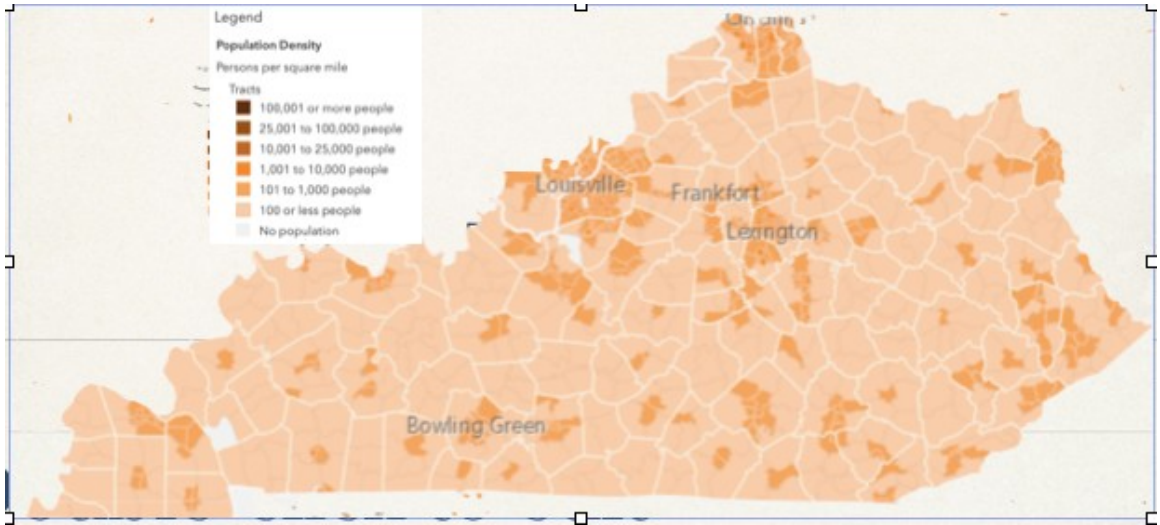 Legend
Population Density
Persons per square mile
Tracts
100,001 or more people
25,001 to 100,000 people
10,001 to 25,000 people
1,001 to 10,000 people
101 to 1,000 people
100 or less people
No population
Louisville
Frankfort
Lexington
Bowling Green